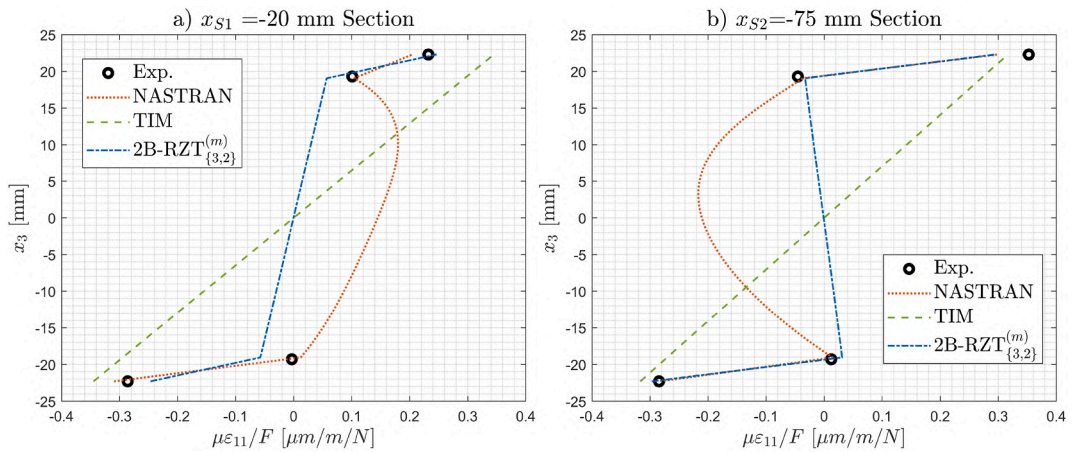 a) x_{S1} =-20 mm Section
25
20
15
10
5
0
-5
-10
-15
-20
-25
x_3 [mm]
Exp.
NASTRAN
TIM
2B-RZT^{(m)}_{{3,2}}
-0.4 -0.3 -0.2 -0.1 0 0.1 0.2 0.3 0.4
με_{11}/F [μm/m/N]
b) x_{S2}=-75 mm Section
25
20
15
10
5
0
-5
-10
-15
-20
-25
x_3 [mm]
Exp.
NASTRAN
TIM
2B-RZT^{(m)}_{{3,2}}
-0.4 -0.3 -0.2 -0.1 0 0.1 0.2 0.3 0.4
με_{11}/F [μm/m/N]